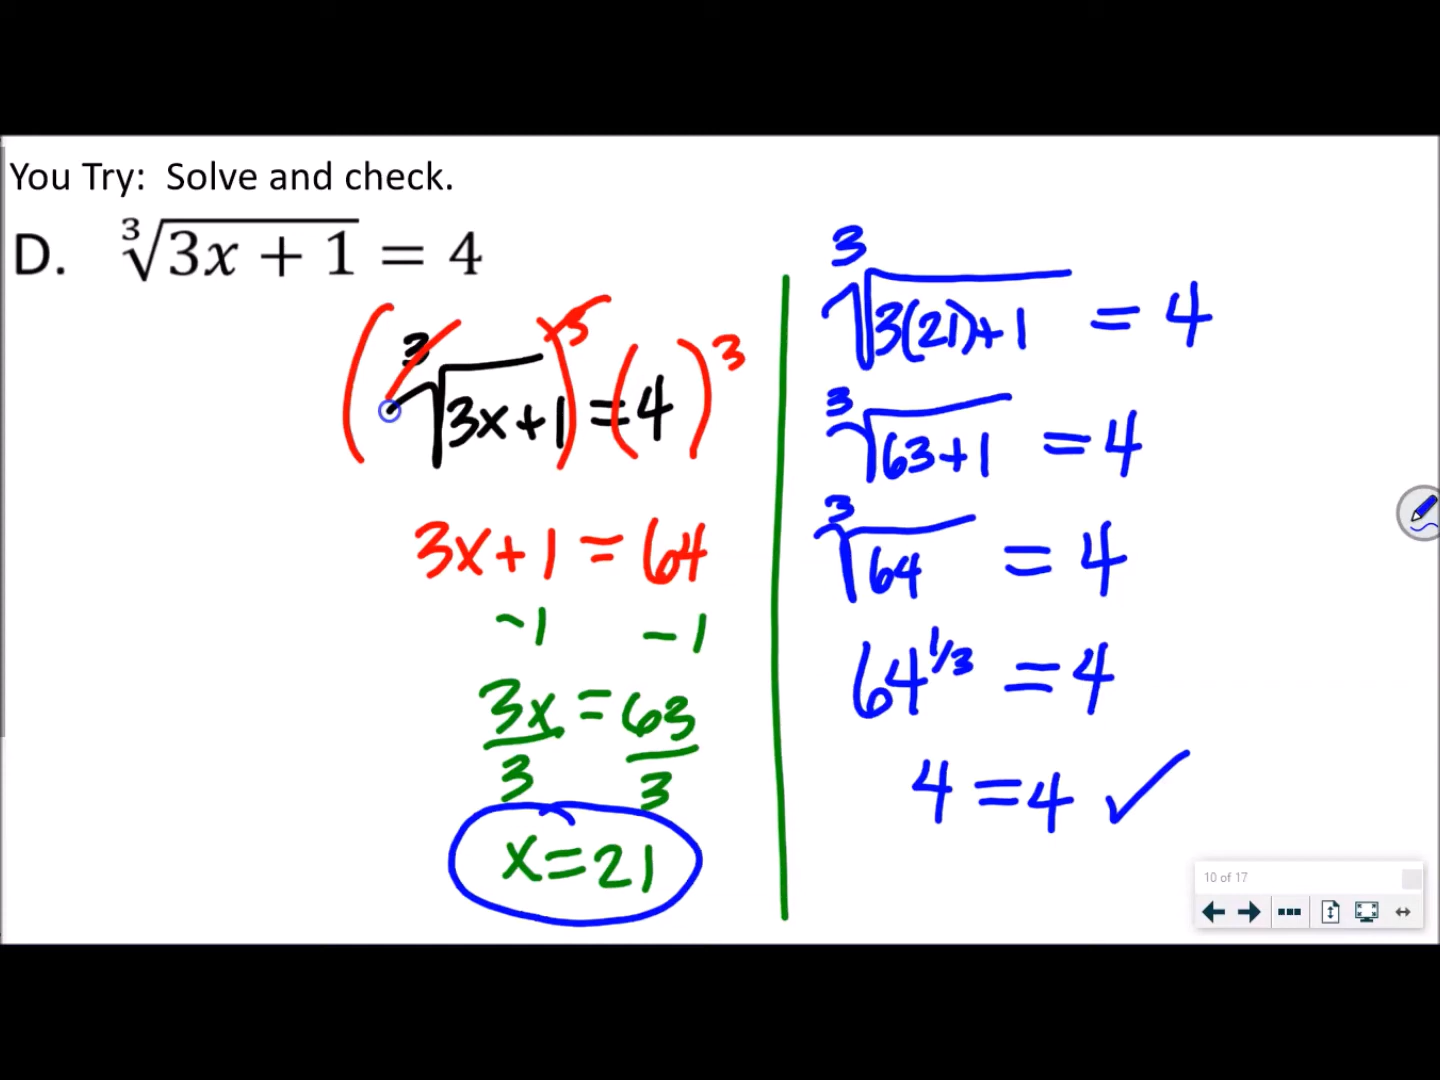 You Try: Solve and check.
D. ∛(3x + 1) = 4
(∛(3x+1))³ = (4)³
3x+1 = 64
-1 -1
3x = 63
3 3
x = 21
∛(3(21)+1) = 4
∛(63+1) = 4
∛64 = 4
64^(1/3) = 4
4 = 4 ✓
10 of 17